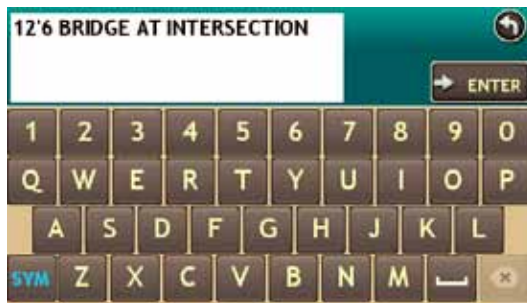 12'6 BRIDGE AT INTERSECTION
ENTER
1 2 3 4 5 6 7 8 9 0
Q W E R T Y U I O P
A S D F G H J K L
SYM Z X C V B N M